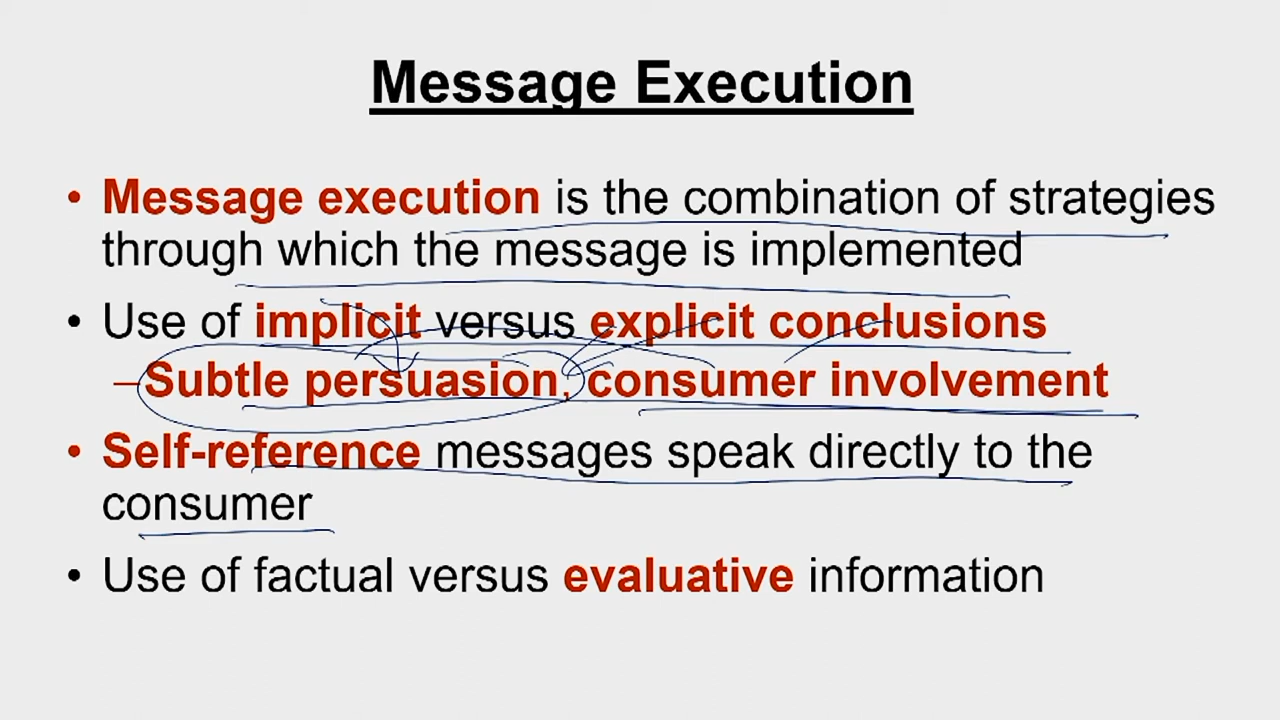 Message Execution
• Message execution is the combination of strategies
through which the message is implemented
• Use of implicit versus explicit conclusions
–Subtle persuasion, consumer involvement
• Self-reference messages speak directly to the
consumer
• Use of factual versus evaluative information